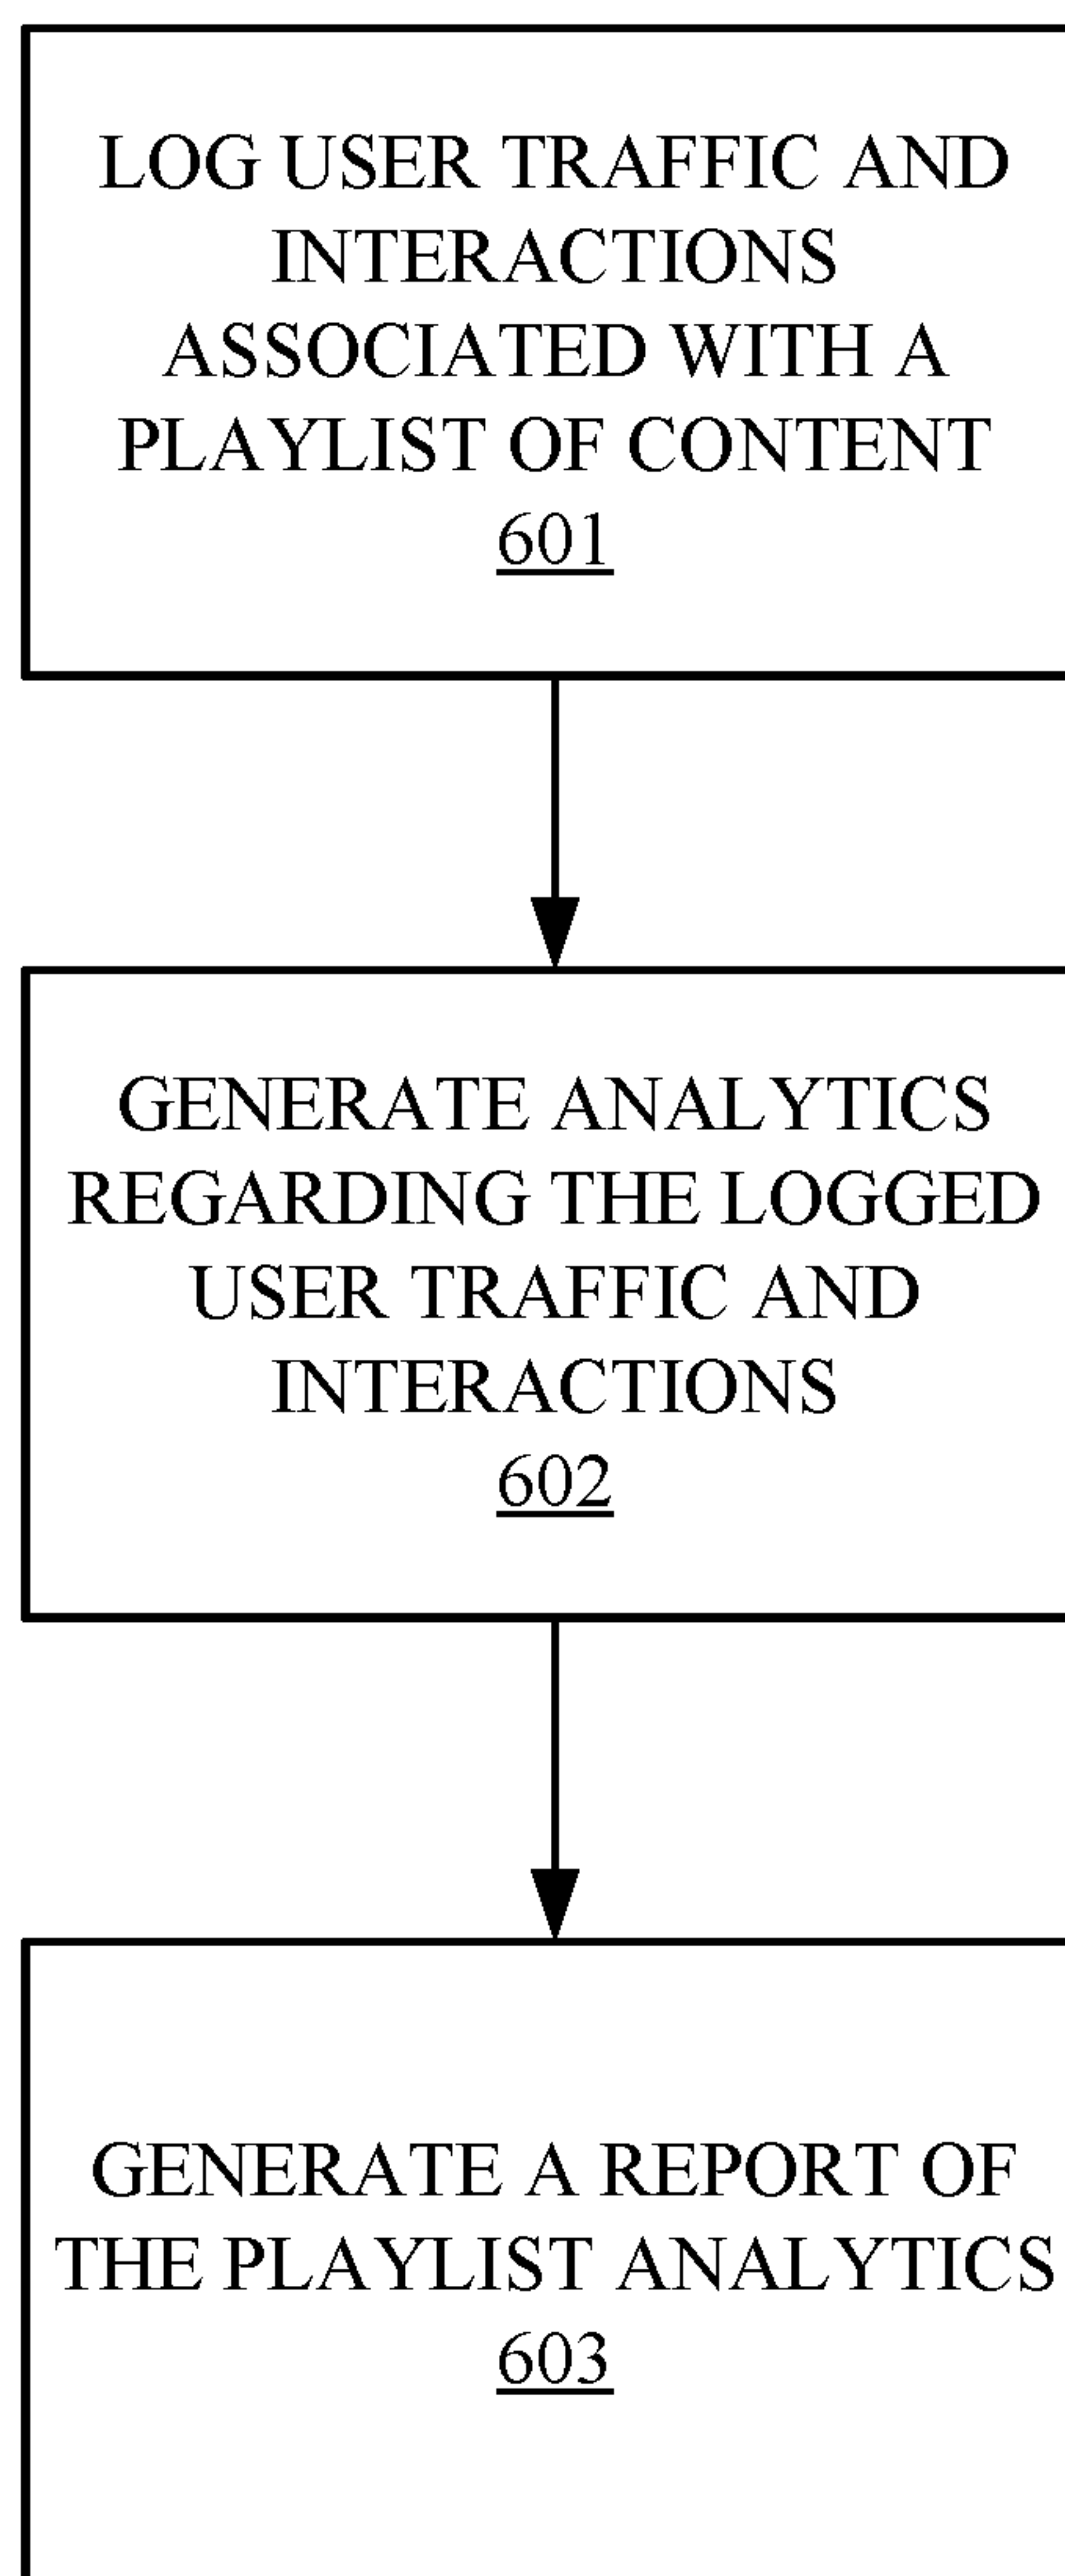 LOG USER TRAFFIC AND
INTERACTIONS
ASSOCIATED WITH A
PLAYLIST OF CONTENT
601
GENERATE ANALYTICS
REGARDING THE LOGGED
USER TRAFFIC AND
INTERACTIONS
602
GENERATE A REPORT OF
THE PLAYLIST ANALYTICS
603